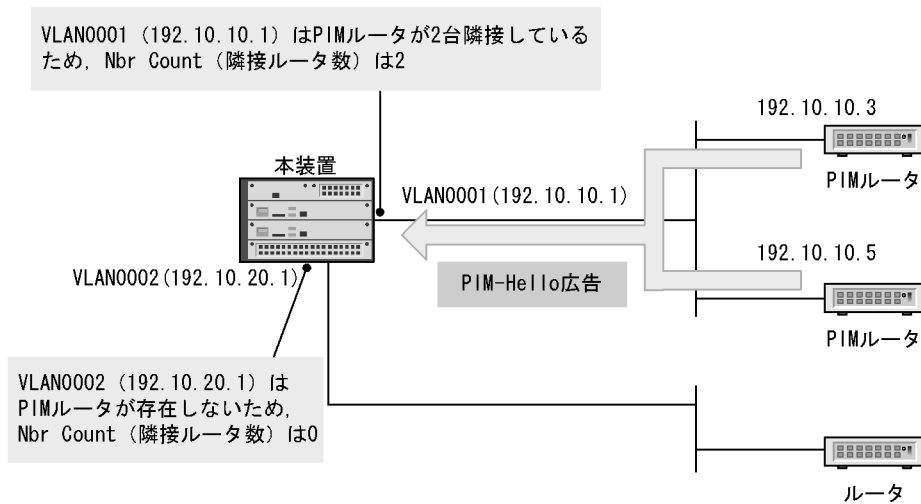 VLAN0001 (192.10.10.1) はPIMルータが2台隣接している
ため, Nbr Count (隣接ルータ数) は2
192.10.10.3
本装置
PIMルータ
VLAN0001(192.10.10.1)
192.10.10.5
VLAN0002(192.10.20.1)
PIM-Hello広告
PIMルータ
VLAN0002 (192.10.20.1) は
PIMルータが存在しないため,
Nbr Count (隣接ルータ数) は0
ルータ